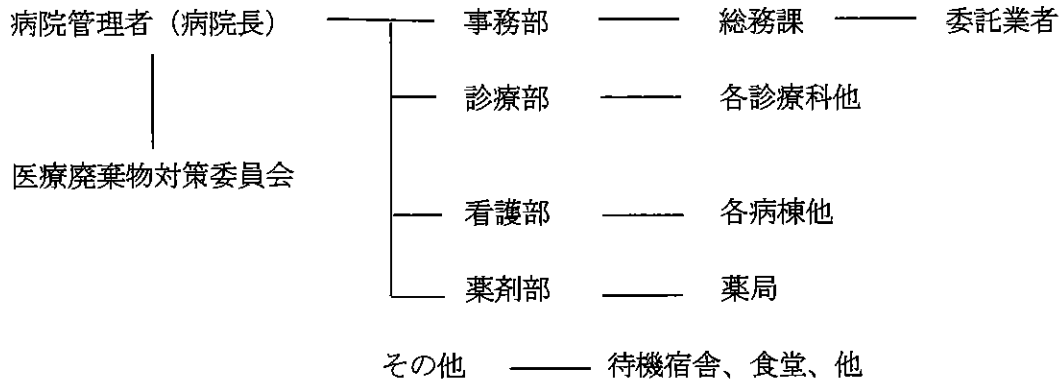 病院管理者（病院長） 事務部 総務課 委託業者
診療部 各診療科他
医療廃棄物対策委員会
看護部 各病棟他
薬剤部 薬局
その他 待機宿舎、食堂、他